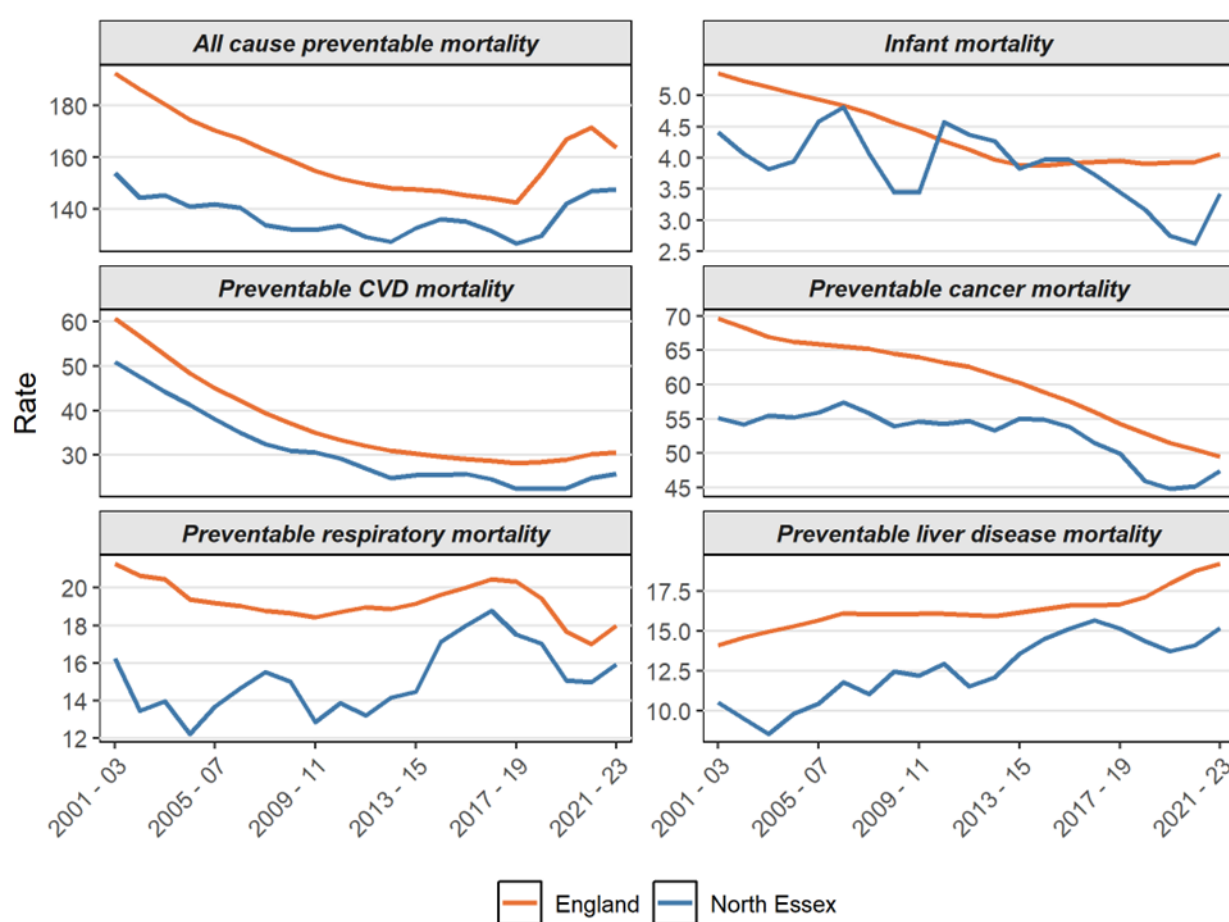 All cause preventable mortality
180
160
140
Infant mortality
5.0
4.5
4.0
3.5
3.0
2.5
Preventable CVD mortality
60
50
40
30
Preventable cancer mortality
70
65
60
55
50
45
Preventable respiratory mortality
20
18
16
14
12
Preventable liver disease mortality
17.5
15.0
12.5
10.0
Rate
2001 - 03
2005 - 07
2009 - 11
2013 - 15
2017 - 19
2021 - 23
2001 - 03
2005 - 07
2009 - 11
2013 - 15
2017 - 19
2021 - 23
England
North Essex